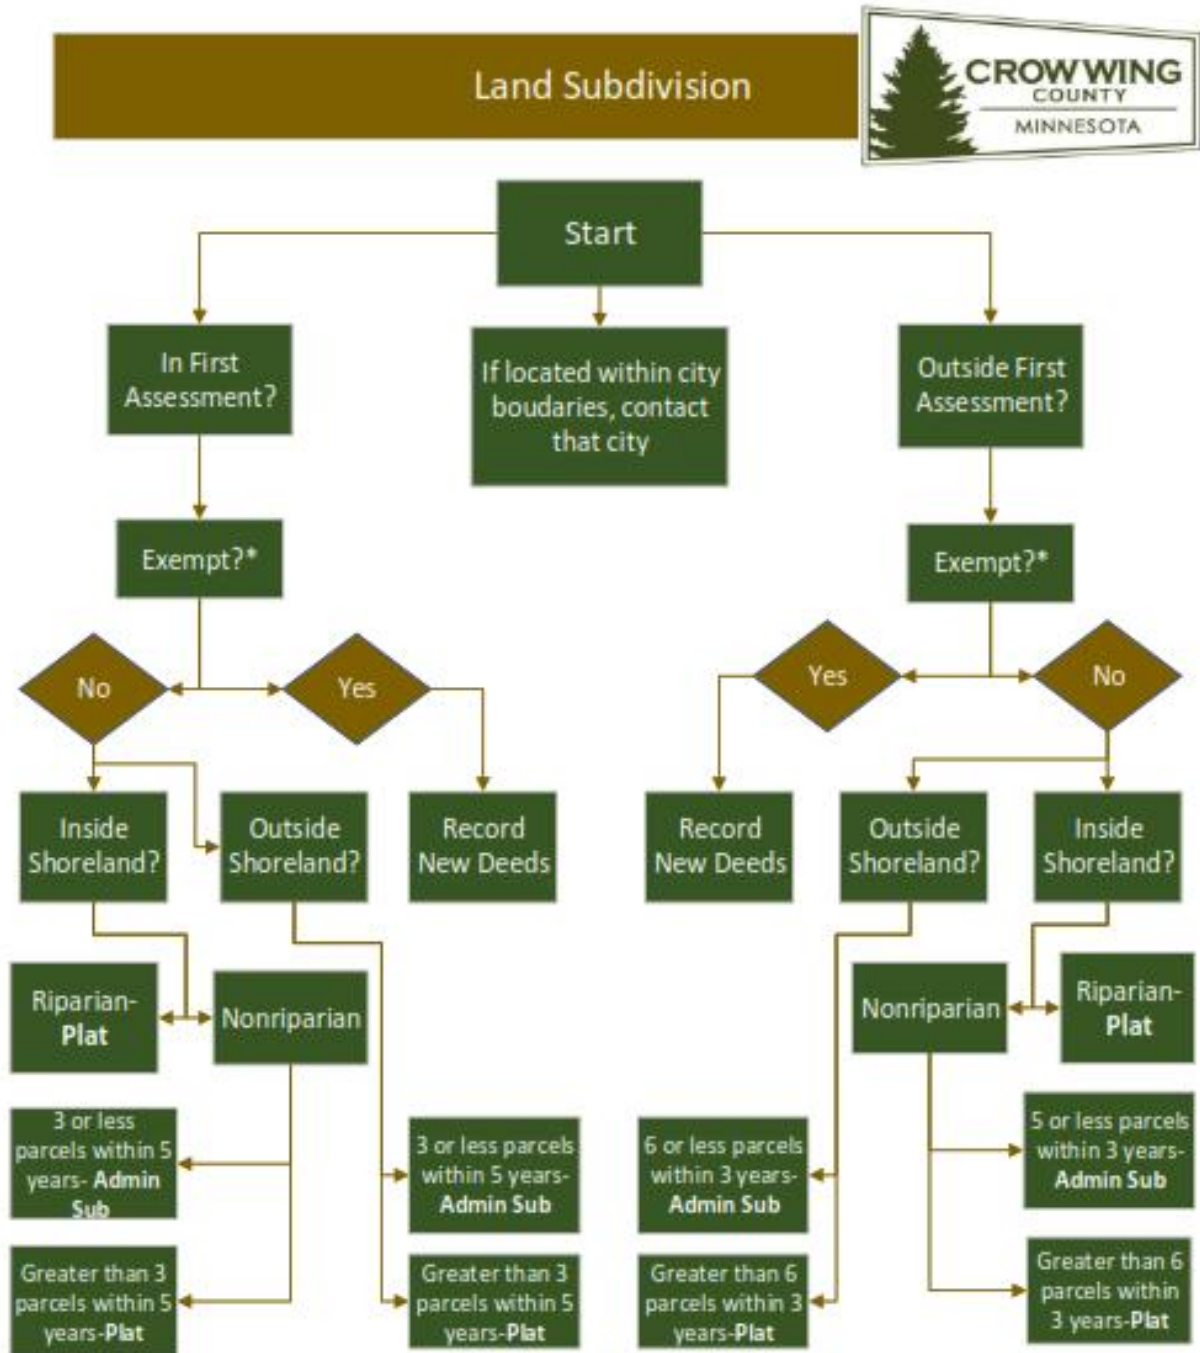 Land Subdivision
CROW WING
COUNTY
MINNESOTA
Start
In First
Assessment?
If located within city
boudaries, contact
that city
Outside First
Assessment?
Exempt?*
Exempt?*
No
Yes
Yes
No
Inside
Shoreland?
Outside
Shoreland?
Record
New Deeds
Record
New Deeds
Outside
Shoreland?
Inside
Shoreland?
Riparian-
Plat
Nonriparian
Nonriparian
Riparian-
Plat
3 or less
parcels within 5
years- Admin
Sub
3 or less parcels
within 5 years-
Admin Sub
6 or less parcels
within 3 years-
Admin Sub
5 or less parcels
within 3 years-
Admin Sub
Greater than 3
parcels within 5
years-Plat
Greater than 3
parcels within 5
years-Plat
Greater than 6
parcels within 3
years-Plat
Greater than 6
parcels within
3 years-Plat